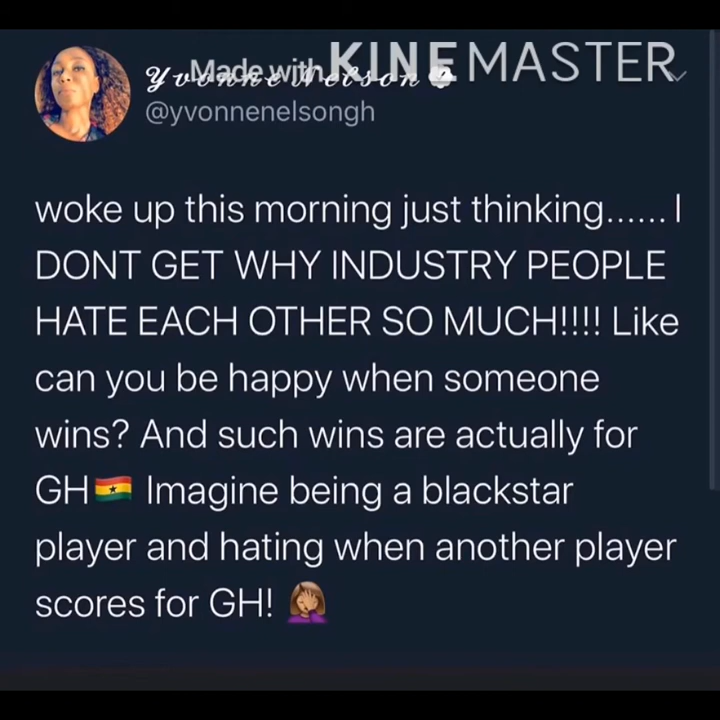 Yvonne Nelson
Made with KINEMASTER
@yvonnenelsongh
woke up this morning just thinking...... I
DONT GET WHY INDUSTRY PEOPLE
HATE EACH OTHER SO MUCH!!!! Like
can you be happy when someone
wins? And such wins are actually for
GH🇬🇭 Imagine being a blackstar
player and hating when another player
scores for GH! 🤦🏽‍♀️